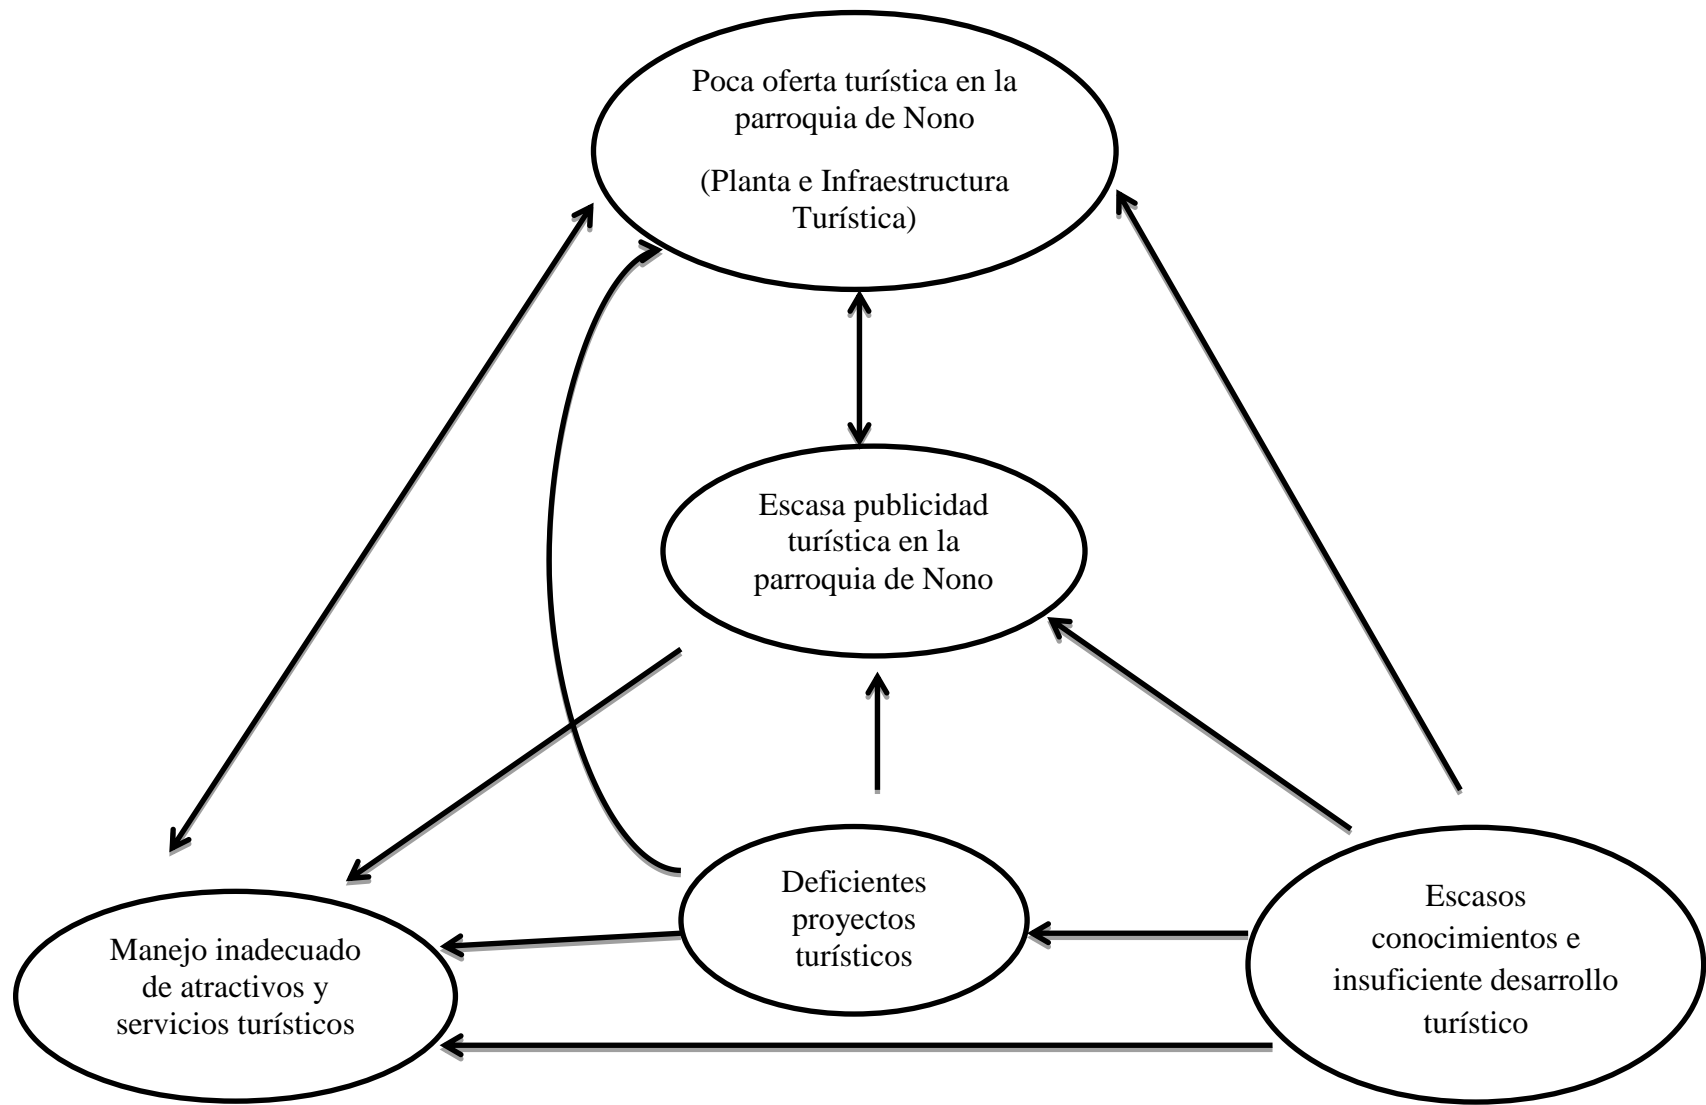 Poca oferta turística en la
parroquia de Nono
(Planta e Infraestructura
Turística)
Escasa publicidad
turística en la
parroquia de Nono
Deficientes
proyectos
turísticos
Escasos
conocimientos e
insuficiente desarrollo
turístico
Manejo inadecuado
de atractivos y
servicios turísticos